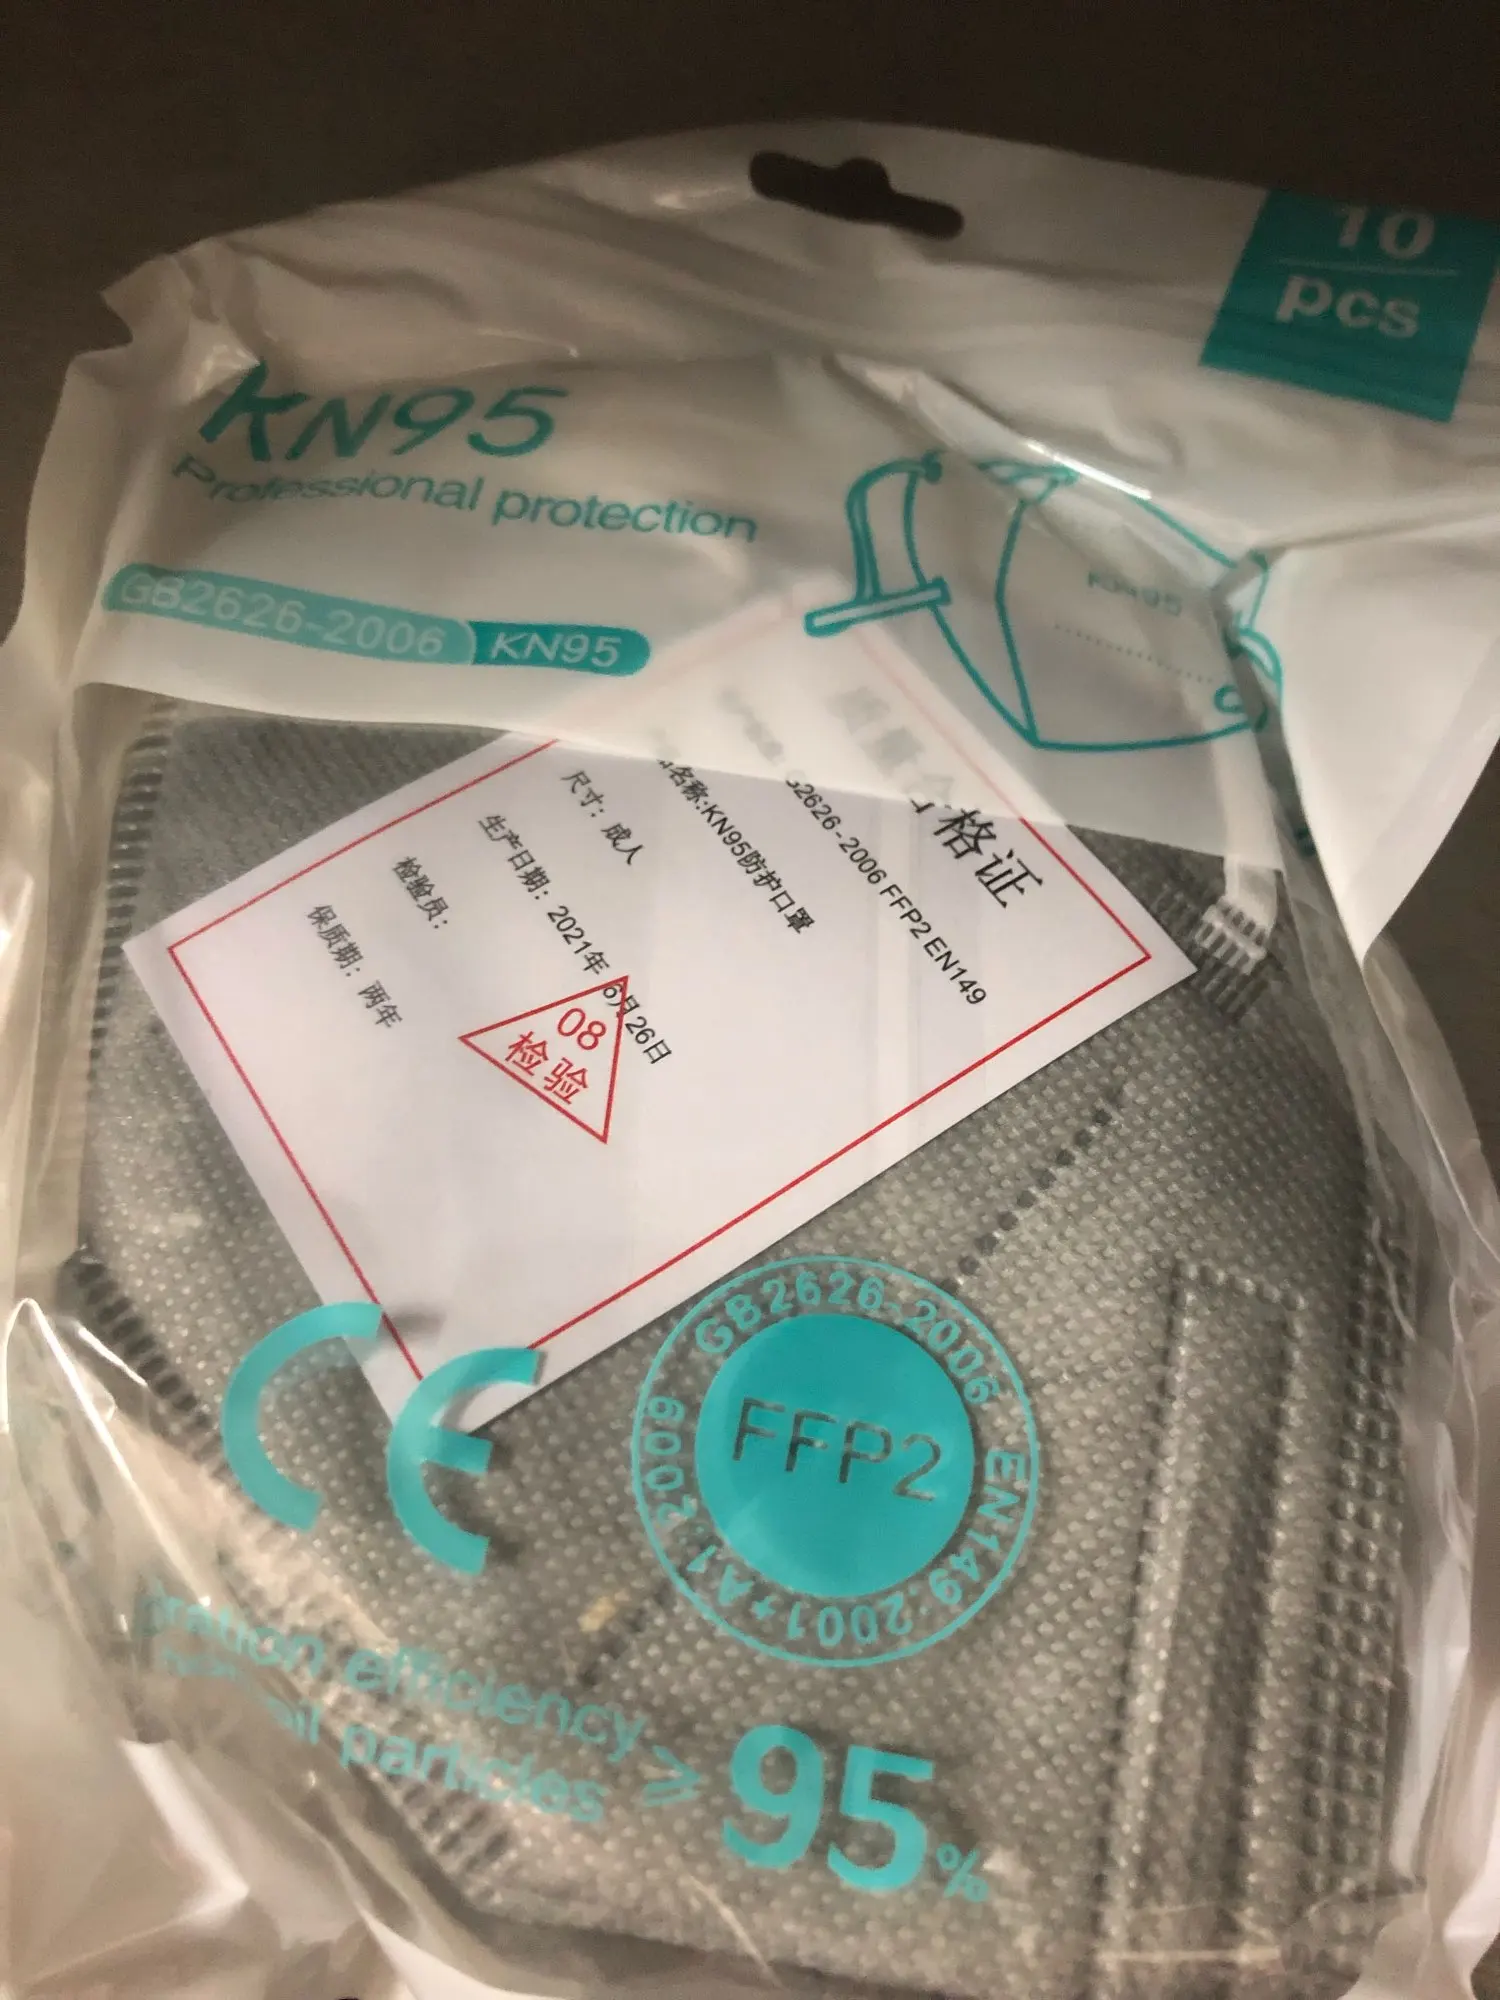 10
pcs
KN95
Professional protection
GB2626-2006 KN95
KN95
合格证
2626-2006 FFP2 EN149
名称:KN95防护口罩
尺寸：成人
生产日期：2021年 6月26日
检验员：
保质期：两年
08
检验
CE
GB2626-2006 EN149:2001+A1:2009
FFP2
efficiency ≥ 95%
particles